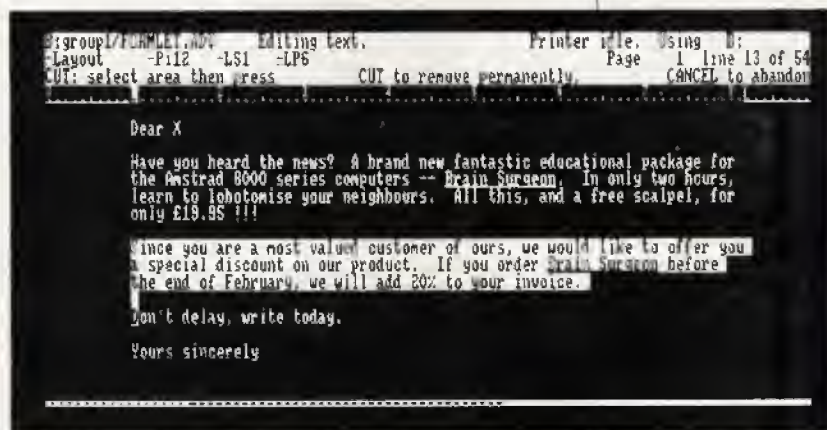 B:group1/FORMLET.ADV Editing text. Printer idle. Using B:
-Layout -Pi12 -LS1 -LP6 Page 1 line 13 of 54
CUT: select area then press CUT to remove permanently, CANCEL to abandon
Dear X
Have you heard the news? A brand new fantastic educational package for
the Amstrad 8000 series computers -- Brain Surgeon. In only two hours,
learn to lobotomise your neighbours. All this, and a free scalpel, for
only £19.95 !!!
Since you are a most valued customer of ours, we would like to offer you
a special discount on our product. If you order Brain Surgeon before
the end of February, we will add 20% to your invoice.
Don't delay, write today.
Yours sincerely